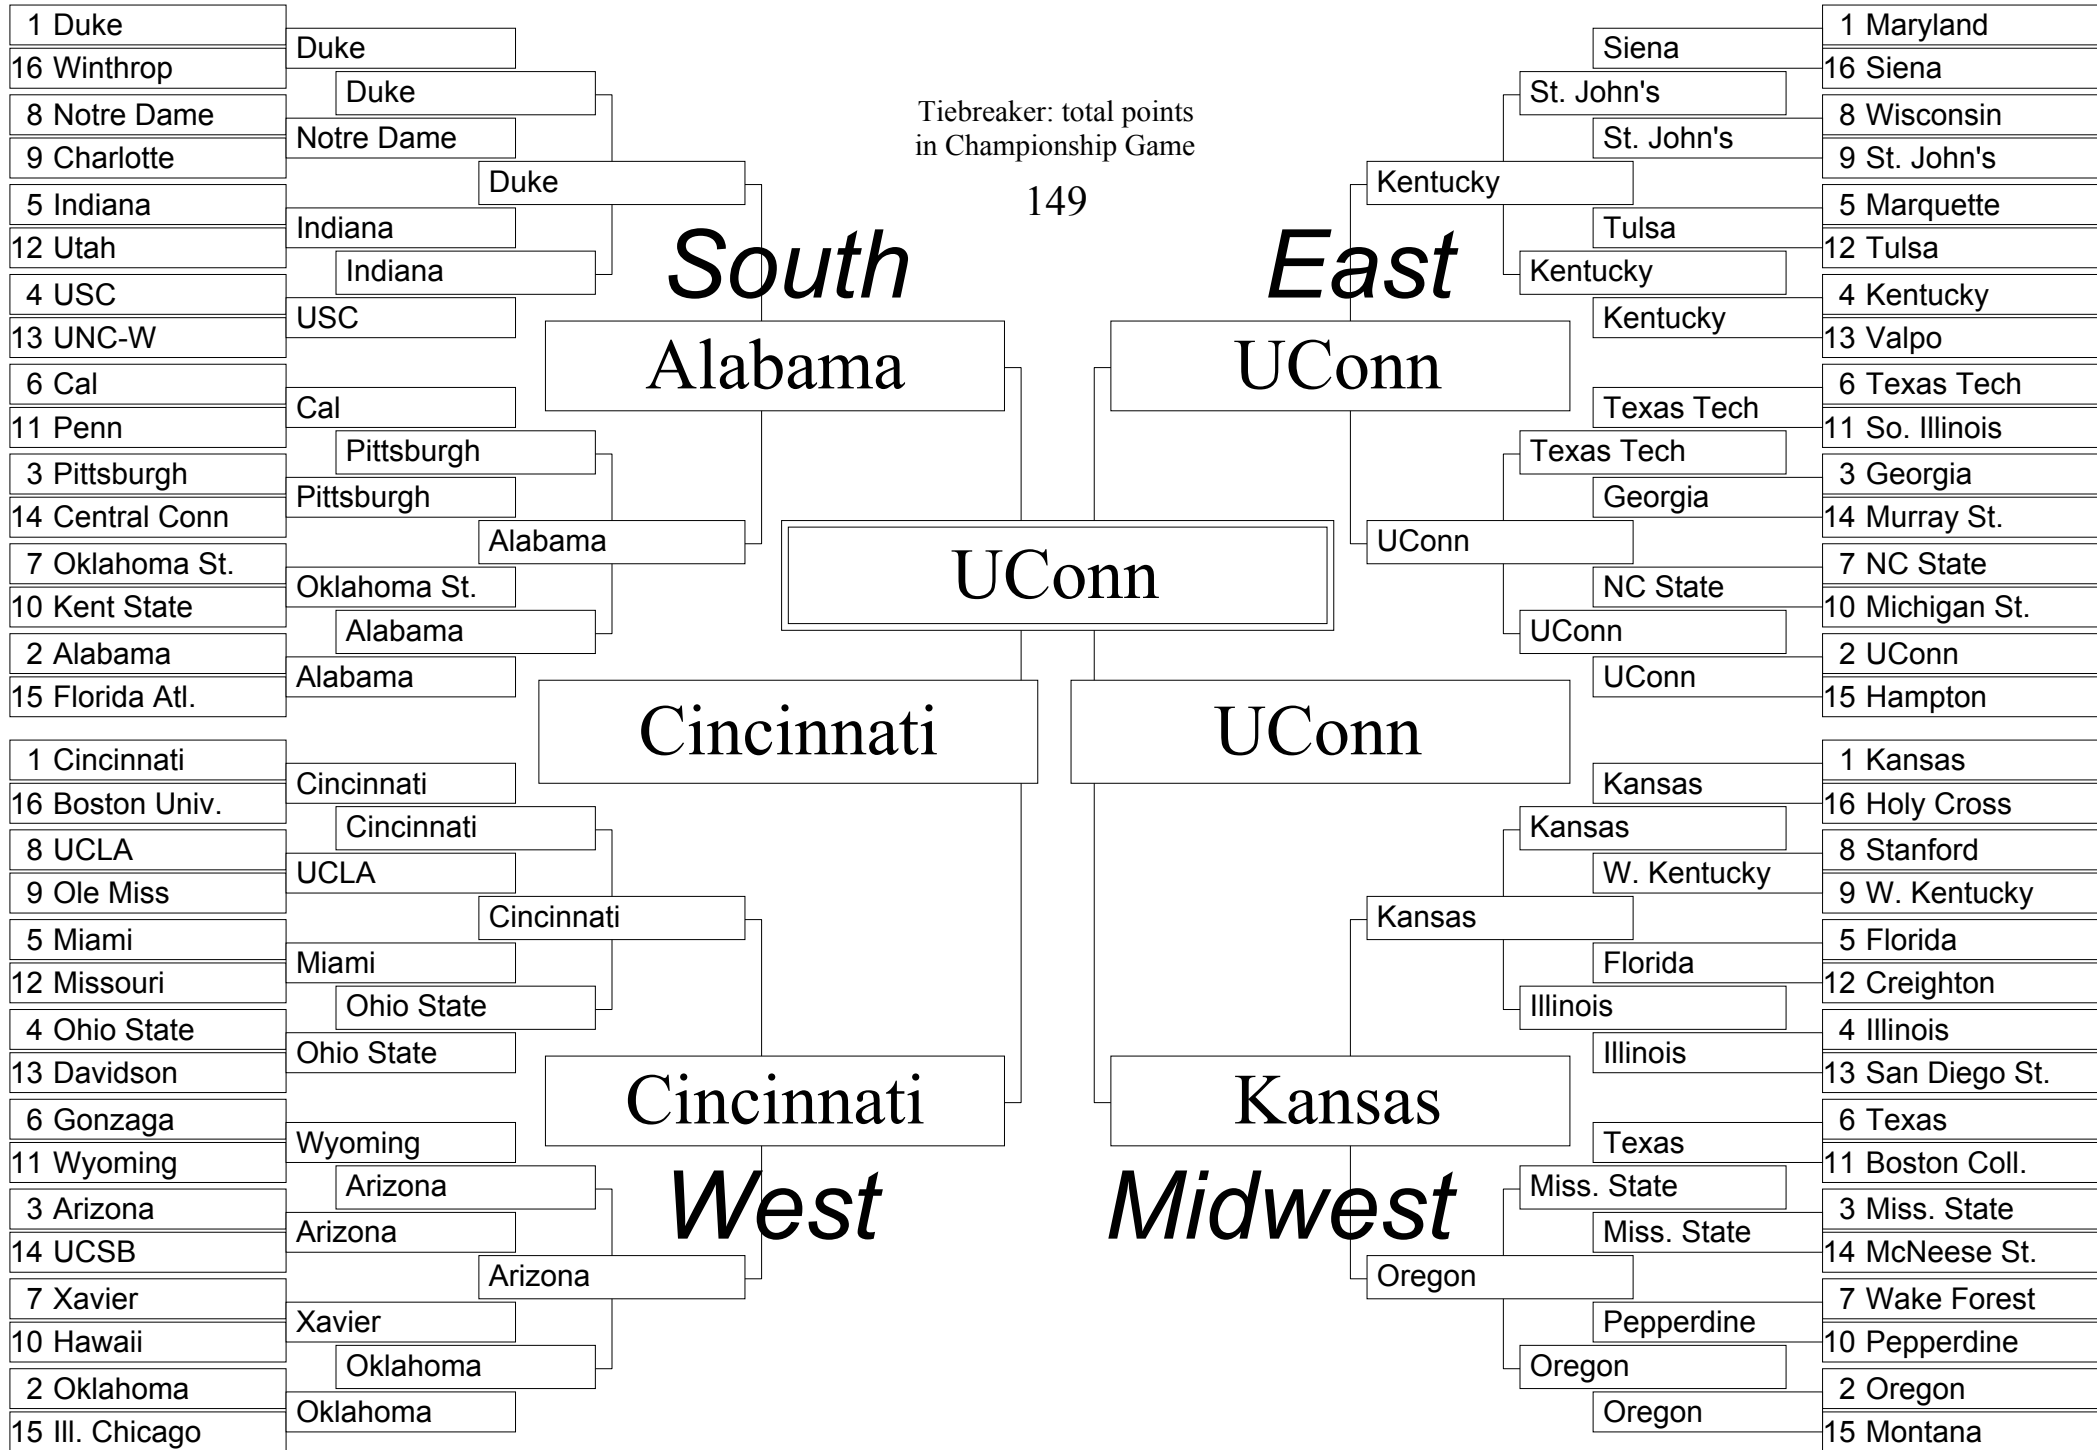 1 Duke
16 Winthrop
8 Notre Dame
9 Charlotte
5 Indiana
12 Utah
4 USC
13 UNC-W
6 Cal
11 Penn
3 Pittsburgh
14 Central Conn
7 Oklahoma St.
10 Kent State
2 Alabama
15 Florida Atl.
Duke
Notre Dame
Indiana
USC
Cal
Pittsburgh
Oklahoma St.
Alabama
Duke
Indiana
Pittsburgh
Alabama
Duke
Alabama
South
Alabama
1 Cincinnati
16 Boston Univ.
8 UCLA
9 Ole Miss
5 Miami
12 Missouri
4 Ohio State
13 Davidson
6 Gonzaga
11 Wyoming
3 Arizona
14 UCSB
7 Xavier
10 Hawaii
2 Oklahoma
15 Ill. Chicago
Cincinnati
UCLA
Miami
Ohio State
Wyoming
Arizona
Xavier
Oklahoma
Cincinnati
Ohio State
Arizona
Oklahoma
Cincinnati
Arizona
Cincinnati
West
Tiebreaker: total points
in Championship Game
149
UConn
Cincinnati
UConn
East
UConn
Kentucky
UConn
St. John's
Kentucky
Texas Tech
UConn
Siena
St. John's
Tulsa
Kentucky
Texas Tech
Georgia
NC State
UConn
1 Maryland
16 Siena
8 Wisconsin
9 St. John's
5 Marquette
12 Tulsa
4 Kentucky
13 Valpo
6 Texas Tech
11 So. Illinois
3 Georgia
14 Murray St.
7 NC State
10 Michigan St.
2 UConn
15 Hampton
Kansas
Midwest
Kansas
Oregon
Kansas
Illinois
Miss. State
Oregon
Kansas
W. Kentucky
Florida
Illinois
Texas
Miss. State
Pepperdine
Oregon
1 Kansas
16 Holy Cross
8 Stanford
9 W. Kentucky
5 Florida
12 Creighton
4 Illinois
13 San Diego St.
6 Texas
11 Boston Coll.
3 Miss. State
14 McNeese St.
7 Wake Forest
10 Pepperdine
2 Oregon
15 Montana